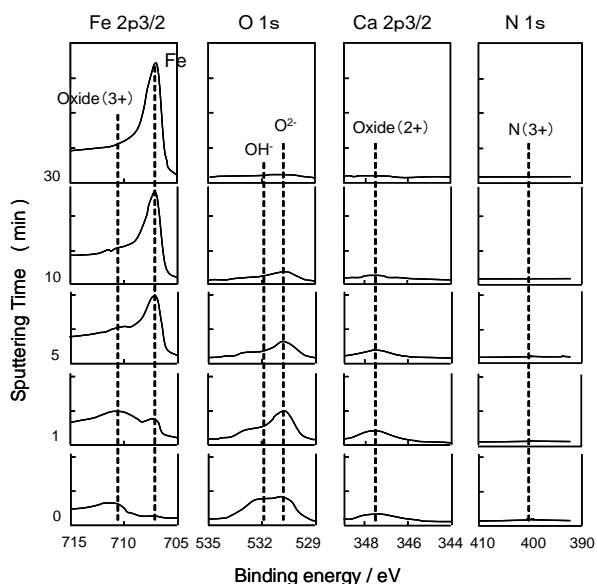 Fe 2p3/2 O 1s Ca 2p3/2 N 1s
Fe
Oxide(3+)
O²⁻
OH⁻
Oxide(2+)
N(3+)
30
10
5
1
0
Sputtering Time (min)
715 710 705 535 532 529 348 346 344 410 400 390
Binding energy / eV